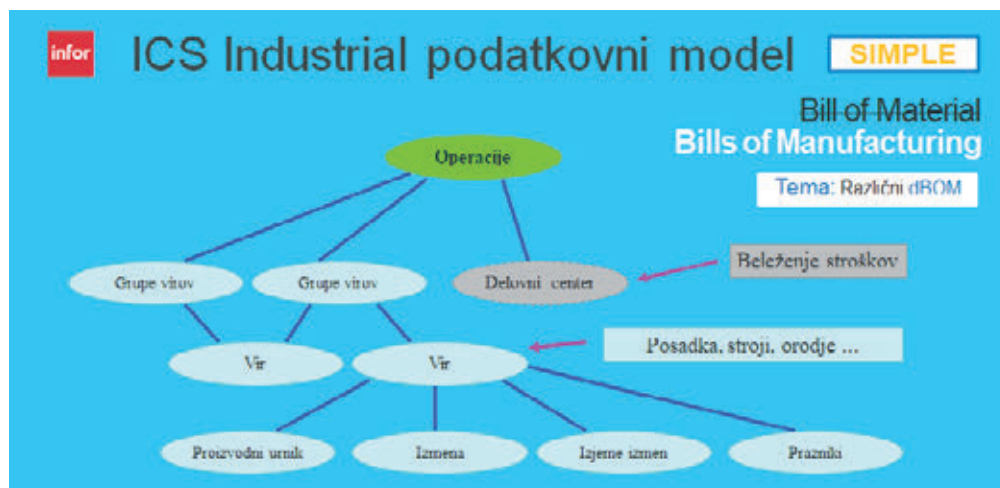 infor
ICS Industrial podatkovni model
SIMPLE
Bill of Material
Bills of Manufacturing
Tema: Različni dBOM
Operacije
Beleženje stroškov
Grupe virov
Grupe virov
Delovni center
Posadka, stroji, orodje ...
Vir
Vir
Proizvodni urnik
Izmena
Izjeme izmen
Prazniki